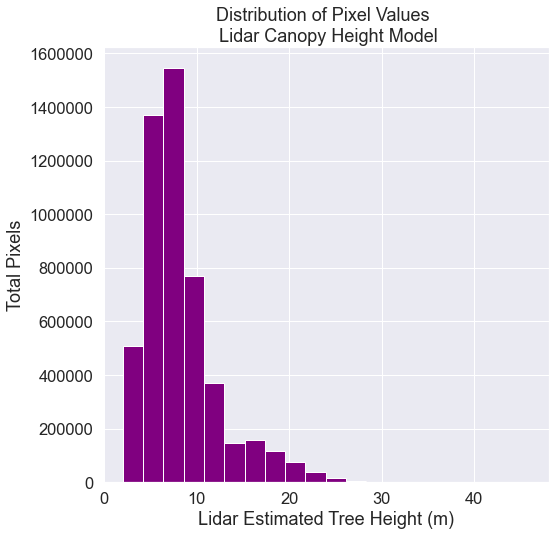 Distribution of Pixel Values
Lidar Canopy Height Model
1600000
1400000
1200000
1000000
800000
600000
400000
200000
0
Total Pixels
0 10 20 30 40
Lidar Estimated Tree Height (m)